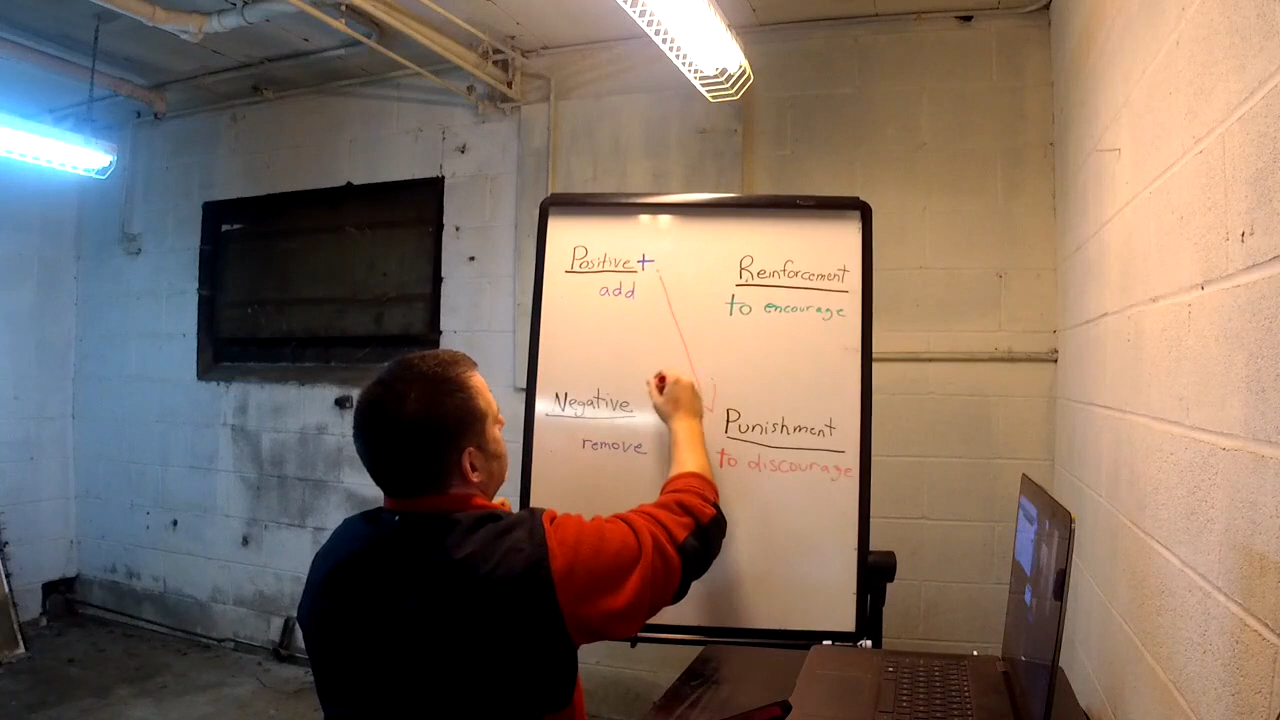 Positive +
add
Reinforcement
to encourage
Negative
remove
Punishment
to discourage